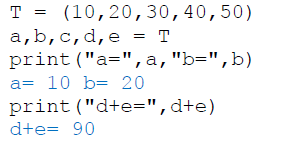 T = (10,20,30,40,50)
a,b,c,d,e = T
print("a=",a,"b=",b)
a= 10 b= 20
print("d+e=",d+e)
d+e= 90